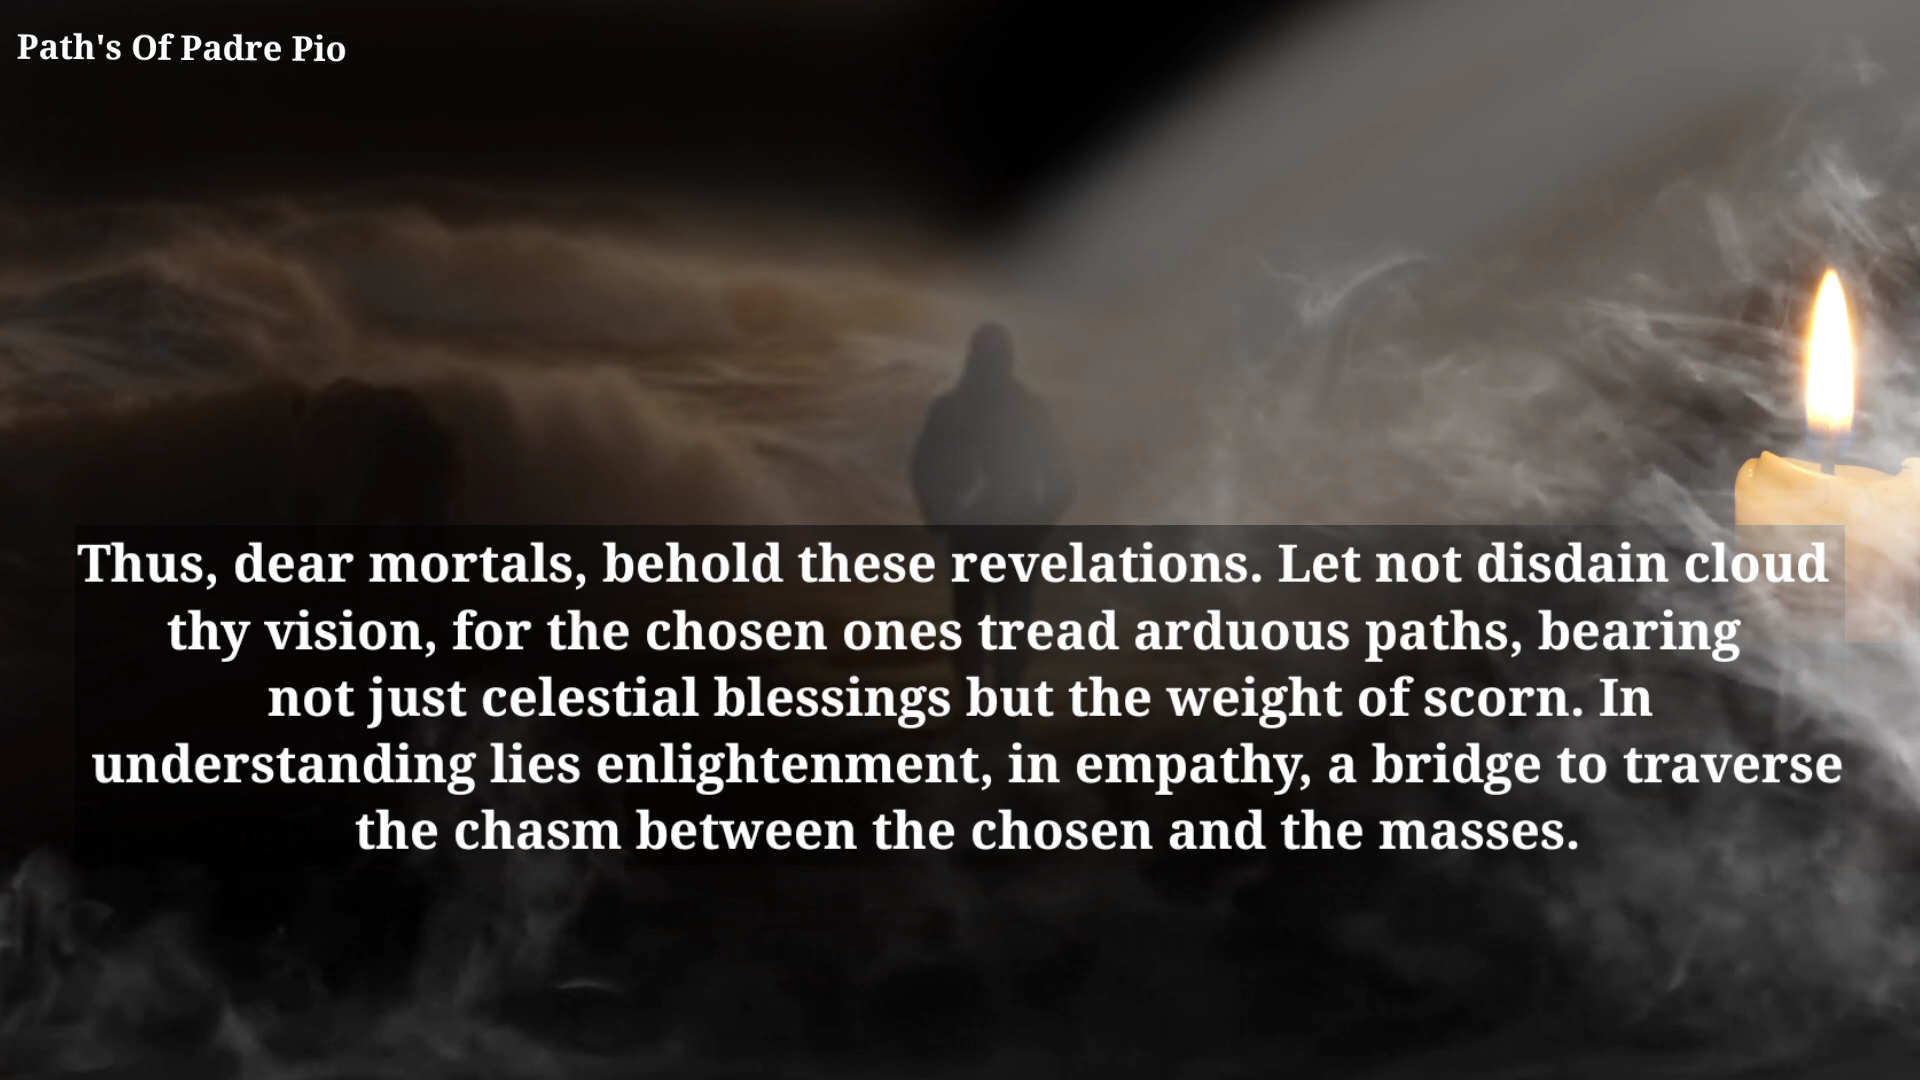 Path's Of Padre Pio
Thus, dear mortals, behold these revelations. Let not disdain cloud
thy vision, for the chosen ones tread arduous paths, bearing
not just celestial blessings but the weight of scorn. In
understanding lies enlightenment, in empathy, a bridge to traverse
the chasm between the chosen and the masses.